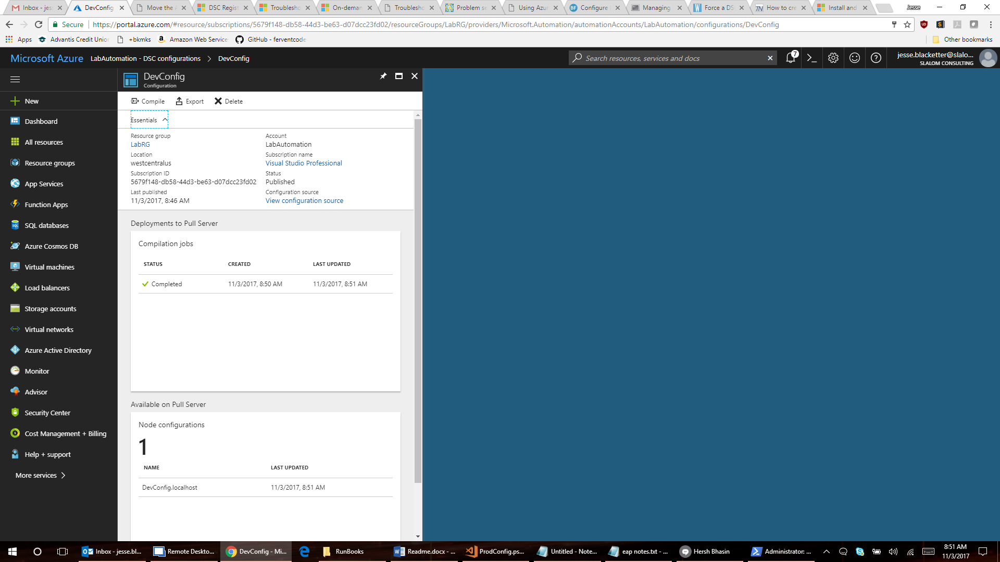 Inbox - jes
DevConfig
Move the A
DSC Regist
Troublesho
On-deman
Troublesho
Problem se
Using Azur
Configure
Managing
Force a DS
How to cre
Install and
Jesse
Secure
https://portal.azure.com/#resource/subscriptions/5679f148-db58-44d3-be63-d07dcc23fd02/resourceGroups/LabRG/providers/Microsoft.Automation/automationAccounts/LabAutomation/configurations/DevConfig
Apps
Advantis Credit Union
+bkmks
Amazon Web Service
GitHub - ferventcode
Other bookmarks
Microsoft Azure
LabAutomation - DSC configurations
DevConfig
Search resources, services and docs
7
jesse.blacketter@slalo...
SLALOM CONSULTING
New
Dashboard
All resources
Resource groups
App Services
Function Apps
SQL databases
Azure Cosmos DB
Virtual machines
Load balancers
Storage accounts
Virtual networks
Azure Active Directory
Monitor
Advisor
Security Center
Cost Management + Billing
Help + support
More services
DevConfig
Configuration
Compile
Export
Delete
Essentials
Resource group
LabRG
Account
LabAutomation
Location
westcentralus
Subscription name
Visual Studio Professional
Subscription ID
5679f148-db58-44d3-be63-d07dcc23fd02
Status
Published
Last published
11/3/2017, 8:46 AM
Configuration source
View configuration source
Deployments to Pull Server
Compilation jobs
STATUS CREATED LAST UPDATED
Completed 11/3/2017, 8:50 AM 11/3/2017, 8:51 AM
Available on Pull Server
Node configurations
1
NAME LAST UPDATED
DevConfig.localhost 11/3/2017, 8:51 AM
Inbox - jesse.bl...
Remote Deskto...
DevConfig - Mi...
RunBooks
Readme.docx - ...
ProdConfig.ps...
Untitled - Note...
eap notes.txt - ...
Hersh Bhasin
Administrator: ...
8:51 AM
11/3/2017